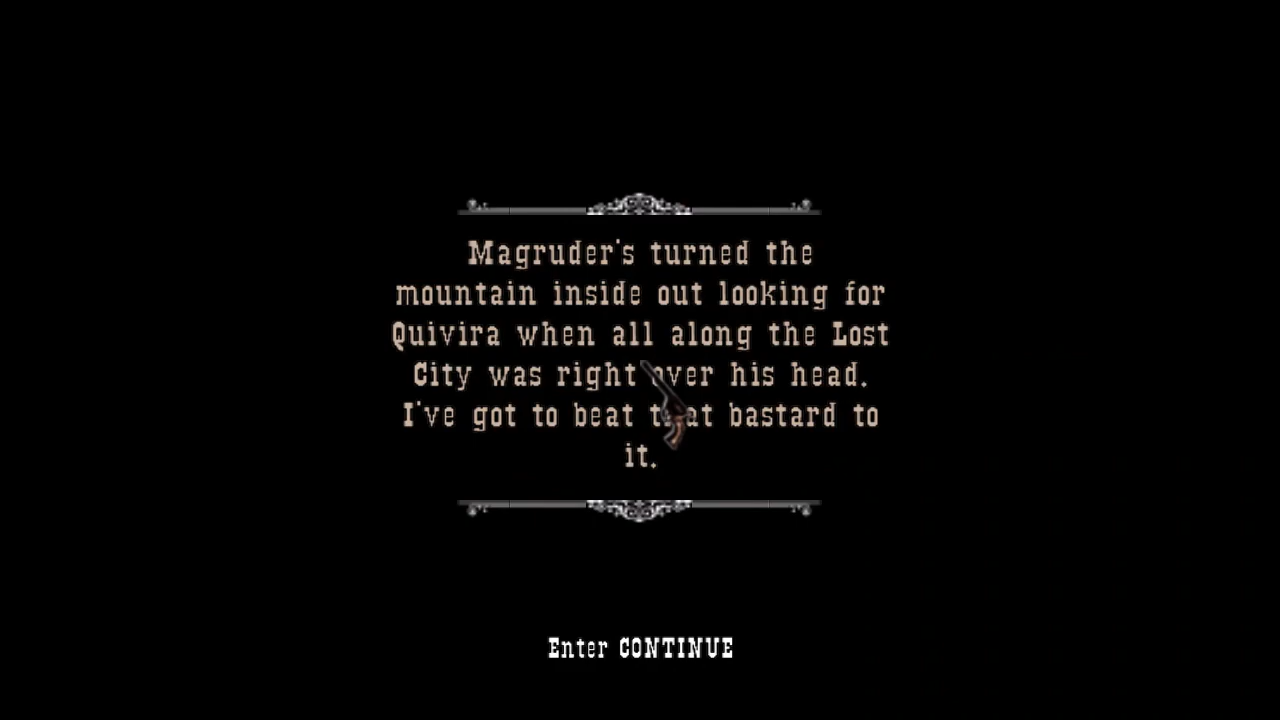 Magruder's turned the
mountain inside out looking for
Quivira when all along the Lost
City was right over his head.
I've got to beat that bastard to
it.
Enter CONTINUE